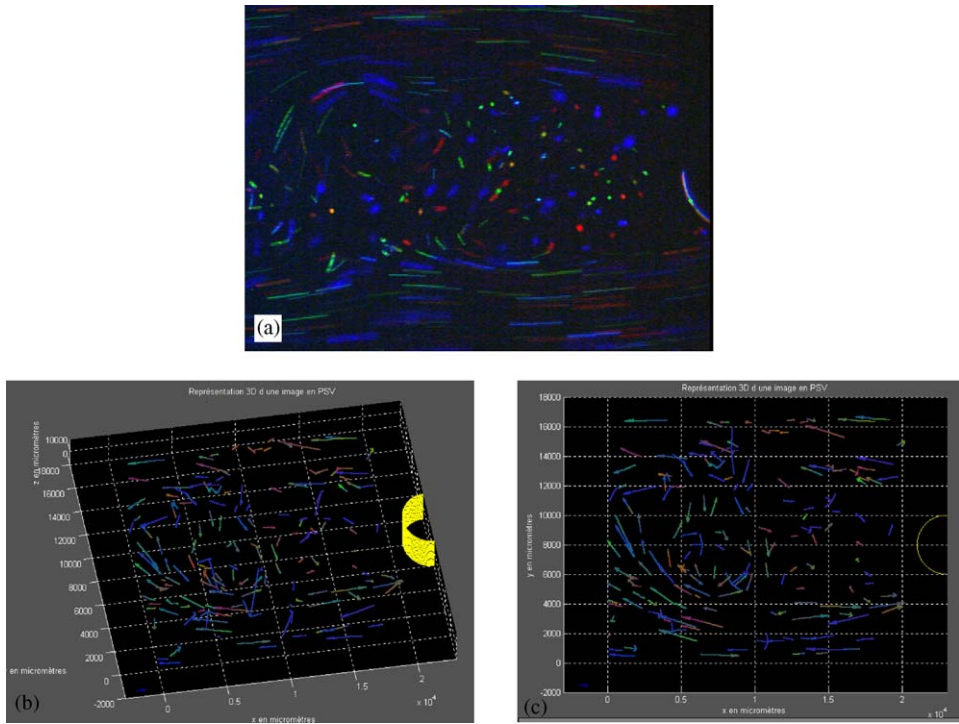 (a)
Représentation 3D d une image en PSV
z en micromètres
10000
0
18000
16000
14000
12000
10000
8000
6000
4000
2000
0
-2000
en micromètres
0
0.5
1
1.5
2
x 10^4
x en micromètres
(b)
Représentation 3D d une image en PSV
18000
16000
14000
12000
10000
8000
6000
4000
2000
0
-2000
y en micromètres
0
0.5
1
1.5
2
x 10^4
x en micromètres
(c)